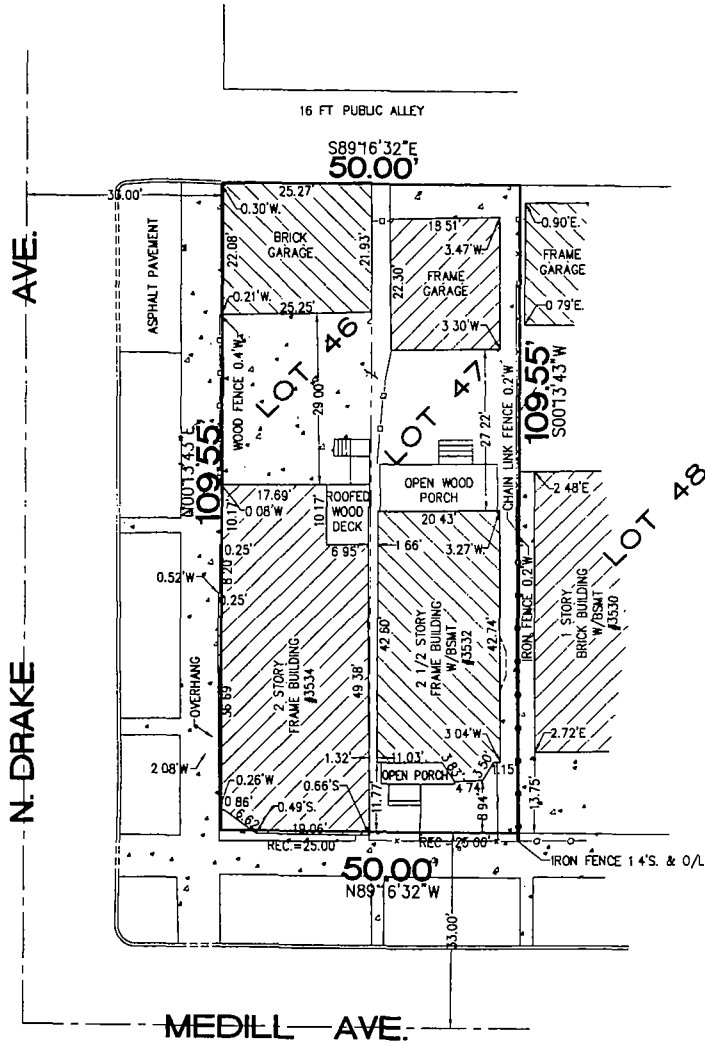 16 FT PUBLIC ALLEY
S89°16'32"E
50.00'
33.00'
25.27'
0.30'W.
BRICK
GARAGE
22.08'
21.93'
0.21'W.
25.25'
18.51'
3.47'W.
22.30'
FRAME
GARAGE
3.30'W
0.90'E.
FRAME
GARAGE
0.79'E.
ASPHALT PAVEMENT
N. DRAKE AVE.
WOOD FENCE 0.4'W
LOT 46
29.00'
LOT 47
27.22'
CHAIN LINK FENCE 0.2'W
109.55'
S00°13'43"W
109.55'
N00°13'43"E
LOT 48
17.69'
0.08'W
10.17'
10.17'
ROOFED
WOOD
DECK
6.95'
OPEN WOOD
PORCH
20.43'
1.66'
3.27'W
2.48'E
0.25'
8.20'
0.25'
0.52'W
2 STORY
FRAME BUILDING
#3534
49.38'
42.60'
2 1/2 STORY
FRAME BUILDING
W/BSMT
#3532
42.74'
IRON FENCE 0.2'W
1 STORY
BRICK BUILDING
W/BSMT
#3530
OVERHANG
36.69'
2.08'W
3.04'W
2.72'E
1.32'
11.03'
OPEN PORCH
3.83'
4.74'
3.50'
1.15'
0.26'W
0.86'
6.62'
0.49'S.
0.66'S
19.06'
11.77'
8.94'
13.75'
REC.=25.00'
REC.=25.00'
50.00'
N89°16'32"W
IRON FENCE 1.4'S. & O/L
33.00'
MEDILL AVE.